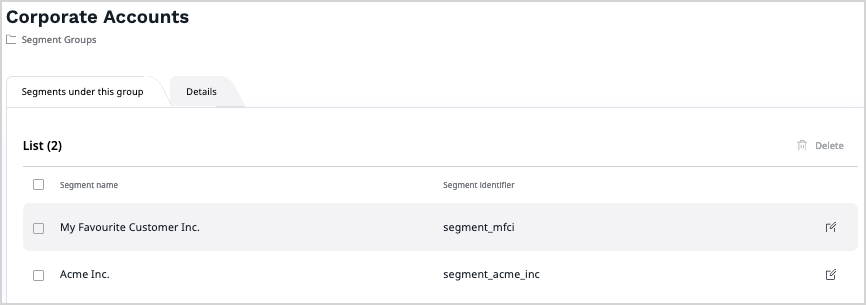 Corporate Accounts
Segment Groups
Segments under this group Details
List (2) Delete
Segment name Segment identifier
My Favourite Customer Inc. segment_mfci
Acme Inc. segment_acme_inc